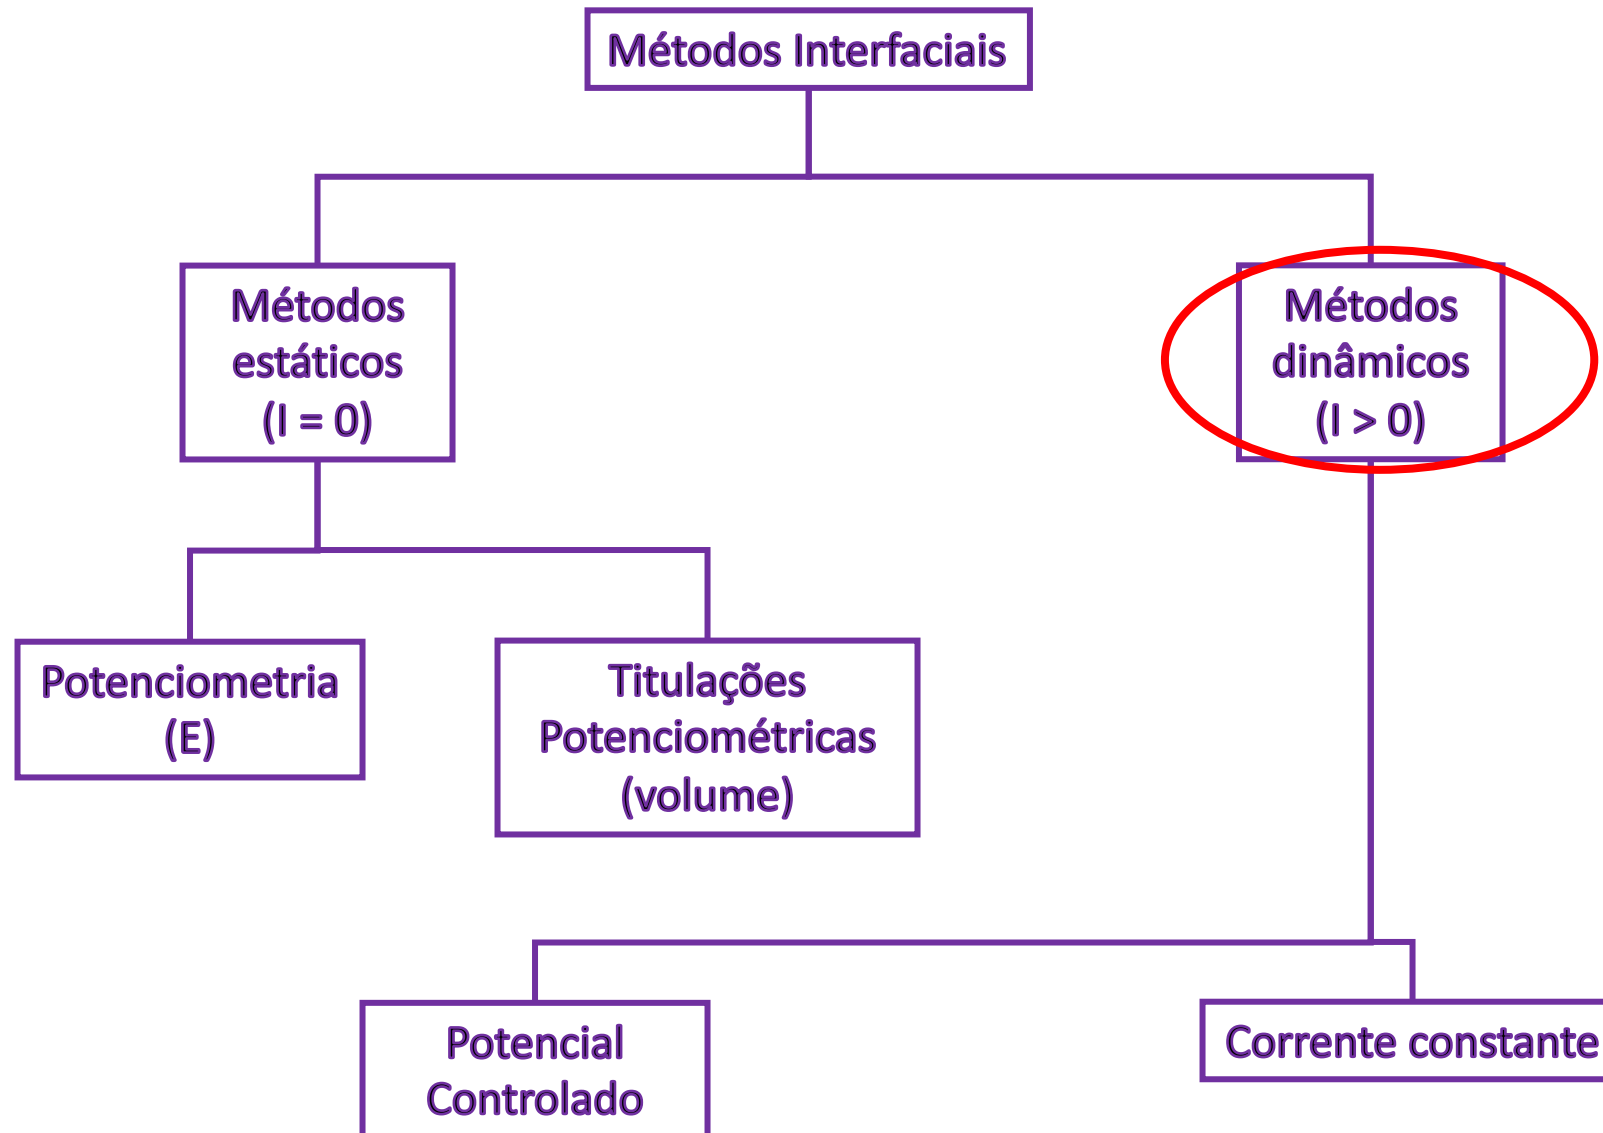 Métodos Interfaciais
Métodos
estáticos
(I = 0)
Métodos
dinâmicos
(I > 0)
Potenciometria
(E)
Titulações
Potenciométricas
(volume)
Potencial
Controlado
Corrente constante